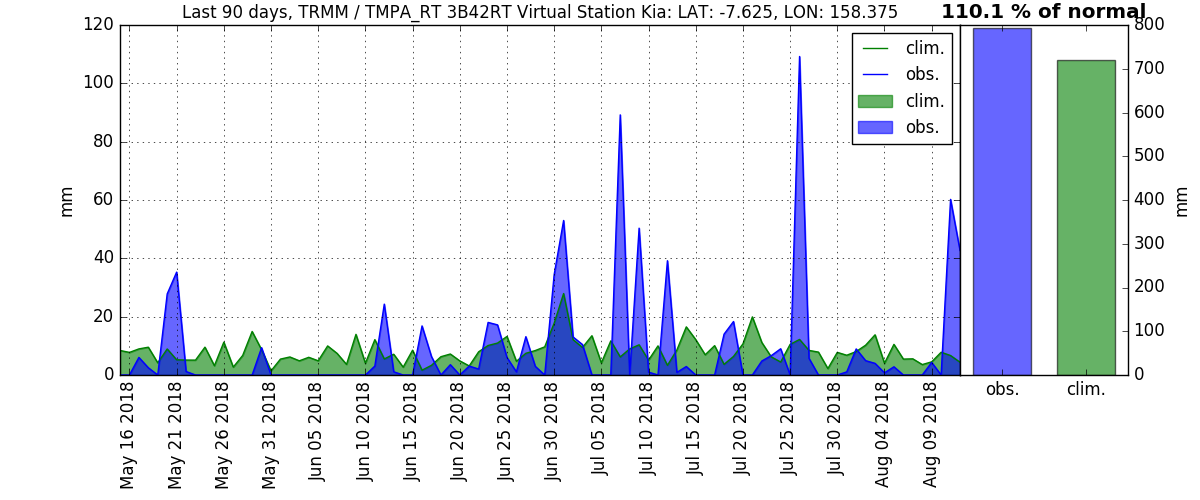 Last 90 days, TRMM / TMPA_RT 3B42RT Virtual Station Kia: LAT: -7.625, LON: 158.375
110.1 % of normal
120
100
80
60
40
20
0
mm
clim.
obs.
clim.
obs.
800
700
600
500
400
300
200
100
0
mm
May 16 2018
May 21 2018
May 26 2018
May 31 2018
Jun 05 2018
Jun 10 2018
Jun 15 2018
Jun 20 2018
Jun 25 2018
Jun 30 2018
Jul 05 2018
Jul 10 2018
Jul 15 2018
Jul 20 2018
Jul 25 2018
Jul 30 2018
Aug 04 2018
Aug 09 2018
obs.
clim.